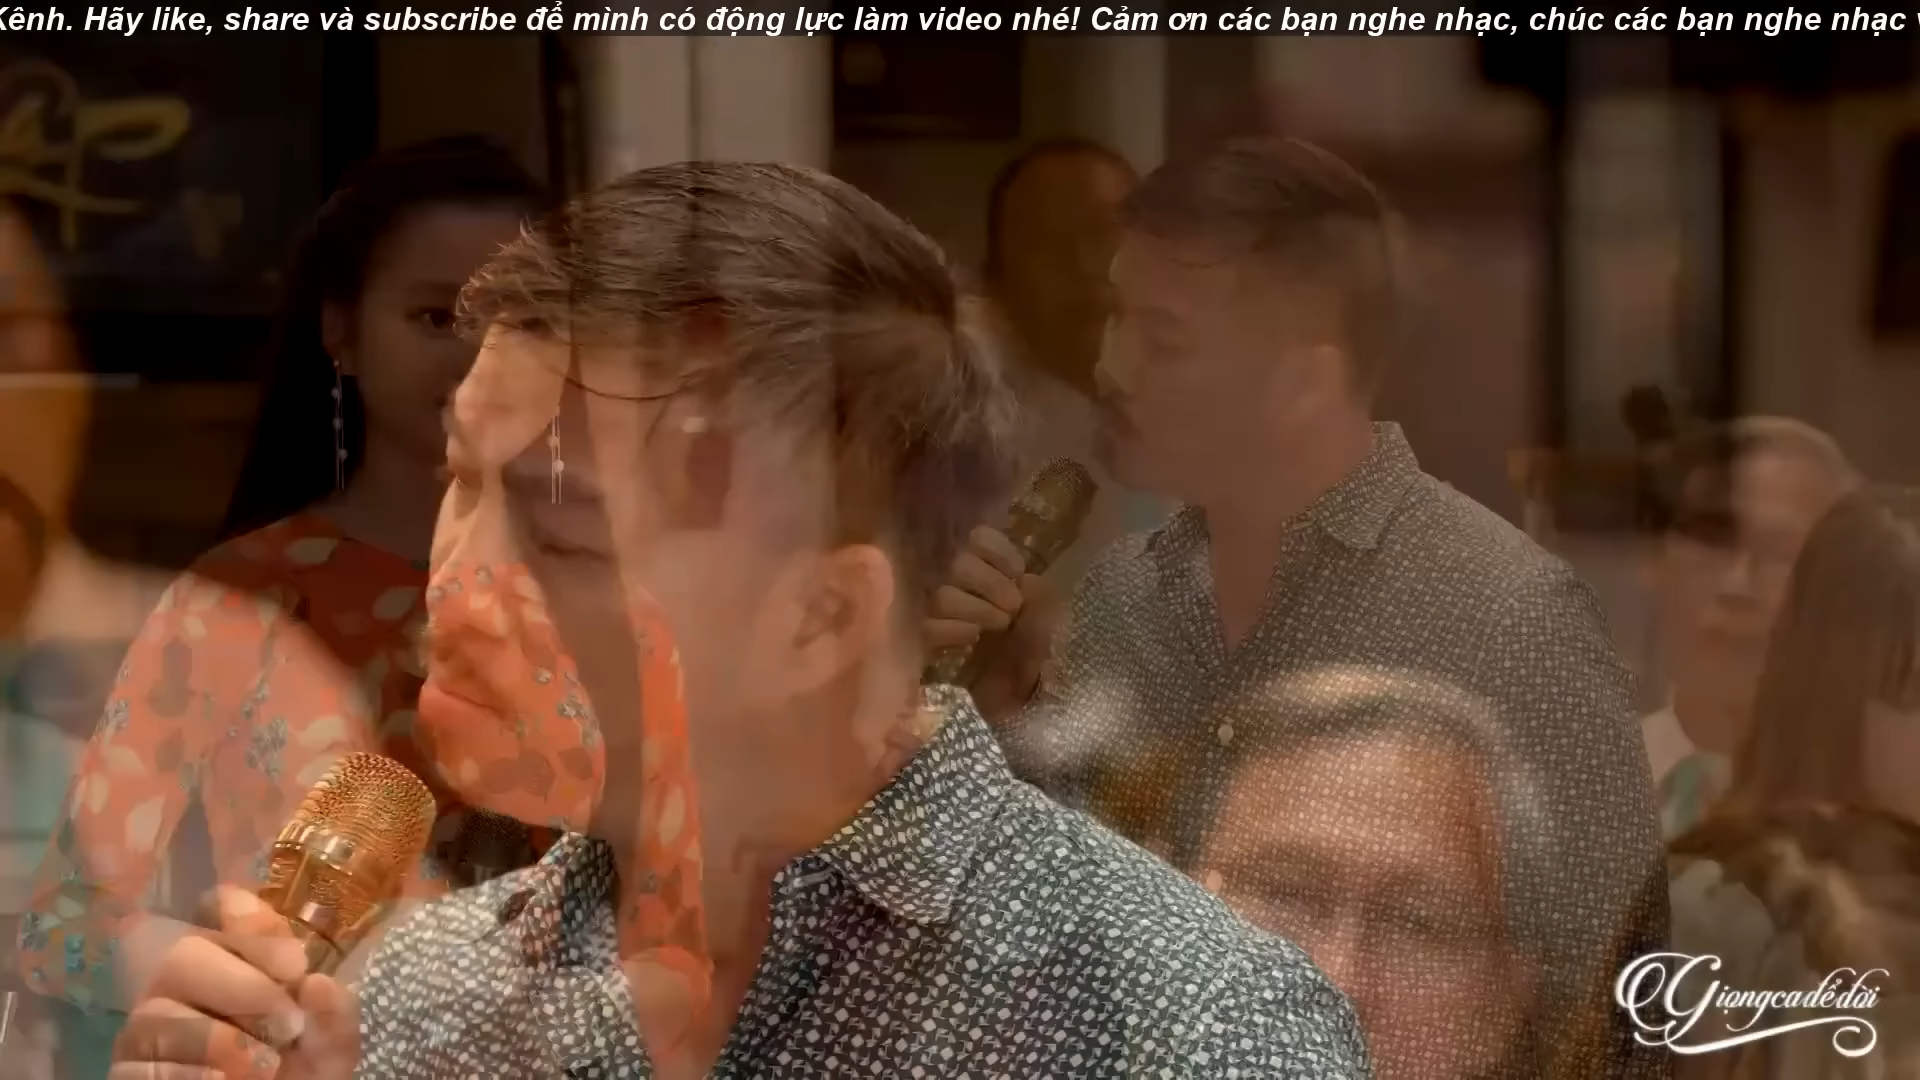 Kênh. Hãy like, share và subscribe để mình có động lực làm video nhé! Cảm ơn các bạn nghe nhạc, chúc các bạn nghe nhạc
Giọngcađểđời